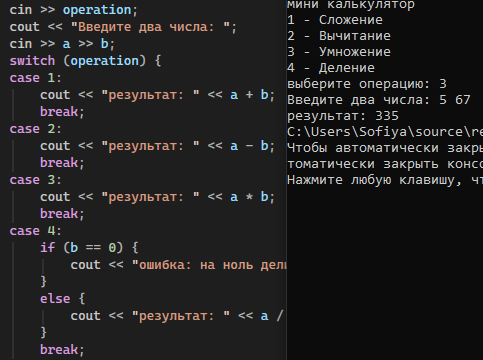 cin >> operation;
cout << "Введите два числа: ";
cin >> a >> b;
switch (operation) {
case 1:
cout << "результат: " << a + b;
break;
case 2:
cout << "результат: " << a - b;
break;
case 3:
cout << "результат: " << a * b;
break;
case 4:
if (b == 0) {
cout << "ошибка: на ноль дели
}
else {
cout << "результат: " << a /
}
break;
мини калькулятор
1 - Сложение
2 - Вычитание
3 - Умножение
4 - Деление
выберите операцию: 3
Введите два числа: 5 67
результат: 335
C:\Users\Sofiya\source\re
Чтобы автоматически закры
томатически закрыть консо
Нажмите любую клавишу, чт